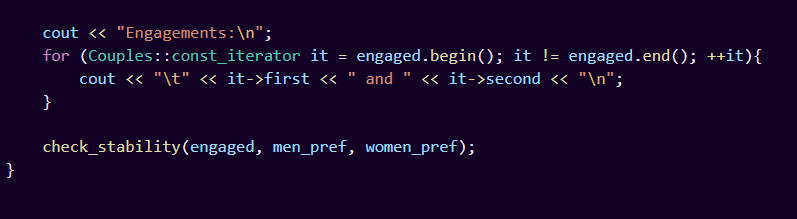 cout << "Engagements:\n";
for (Couples::const_iterator it = engaged.begin(); it != engaged.end(); ++it){
cout << "\t" << it->first << " and " << it->second << "\n";
}
check_stability(engaged, men_pref, women_pref);
}